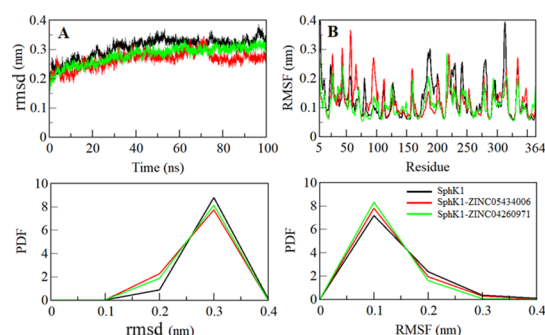 A
rmsd (nm)
0.4
0.3
0.2
0.1
0
0 20 40 60 80 100
Time (ns)
B
RMSF (nm)
0.4
0.3
0.2
0.1
0
5 50 100 150 200 250 300 364
Residue
PDF
10
8
6
4
2
0
0 0.1 0.2 0.3 0.4
rmsd (nm)
PDF
10
8
6
4
2
0
SphK1
SphK1-ZINC05434006
SphK1-ZINC04260971
0 0.1 0.2 0.3 0.4
RMSF (nm)